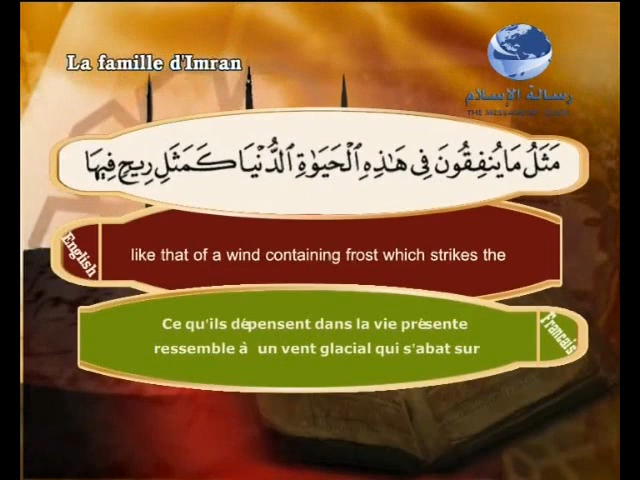 La famille d'Imran
رسالة الإسلام
مَثَلُ مَا يُنفِقُونَ فِي هَٰذِهِ الْحَيَوٰةِ الدُّنْيَا كَمَثَلِ رِيحٍ فِيهَا
English
like that of a wind containing frost which strikes the
Ce qu'ils dépensent dans la vie présente
ressemble à un vent glacial qui s'abat sur
Francais